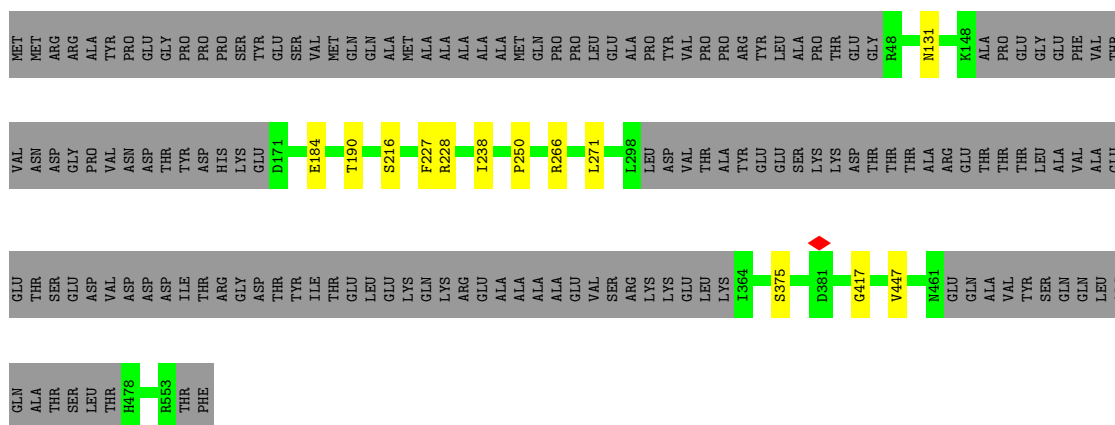 MET MET ARG ARG ALA TYR PRO GLU GLY PRO PRO PRO SER TYR GLU SER VAL MET GLN GLN ALA MET ALA ALA ALA ALA ALA MET GLN PRO PRO LEU GLU ALA PRO TYR VAL PRO PRO ARG TYR LEU ALA PRO THR GLU GLY R48 N131 K148 ALA PRO GLU GLY GLU PHE VAL THR
VAL ASN ASP GLY PRO VAL ASN ASP THR TYR ASP HIS LYS GLU D171 E184 T190 S216 F227 R228 I238 P250 R266 L271 L298 LEU ASP VAL THR ALA TYR GLU GLU SER LYS LYS ASP THR THR THR ALA ARG GLU THR THR THR LEU ALA VAL ALA GLU
GLU THR SER GLU ASP VAL ASP ASP ASP ILE THR ARG GLY ASP THR TYR ILE THR GLU LEU GLU LYS GLN LYS ARG GLU ALA ALA ALA ALA GLU VAL SER ARG LYS LYS GLU LEU LYS I364 S375 D381 G417 V447 N461 GLU GLN ALA VAL TYR SER GLN GLN LEU
GLN ALA THR SER LEU THR H478 R553 THR PHE